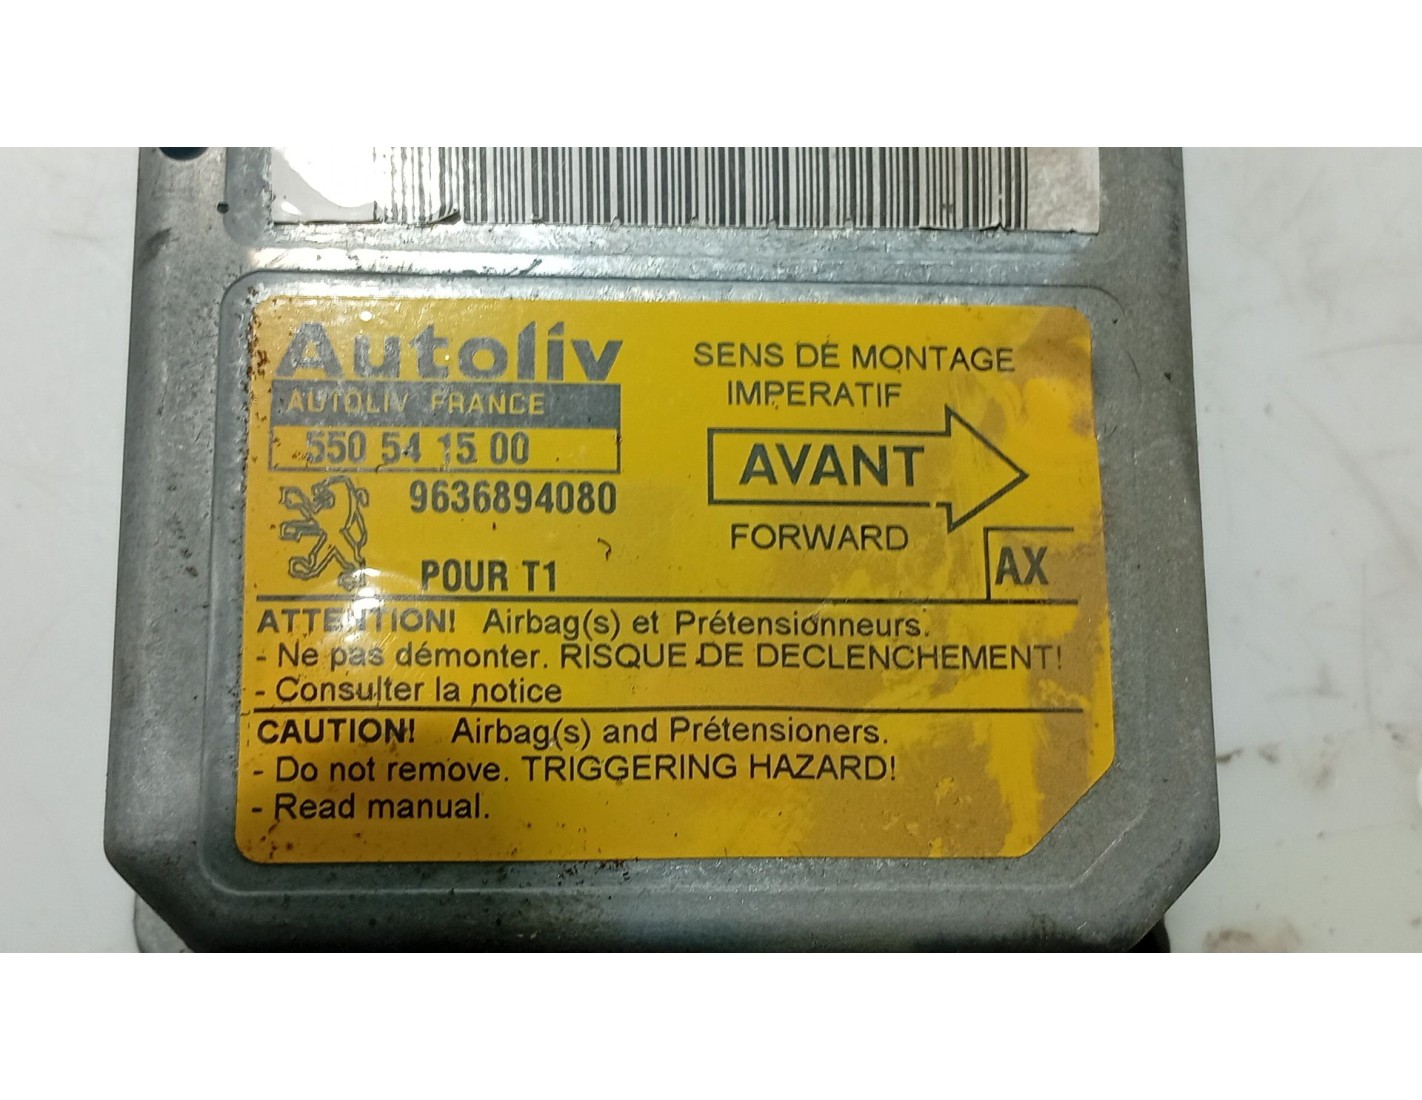 Autoliv
AUTOLIV FRANCE
550 54 15 00
9636894080
POUR T1
SENS DE MONTAGE
IMPERATIF
AVANT
FORWARD
AX
ATTENTION! Airbag(s) et Prétensionneurs.
- Ne pas démonter. RISQUE DE DECLENCHEMENT!
- Consulter la notice
CAUTION! Airbag(s) and Prétensioners.
- Do not remove. TRIGGERING HAZARD!
- Read manual.